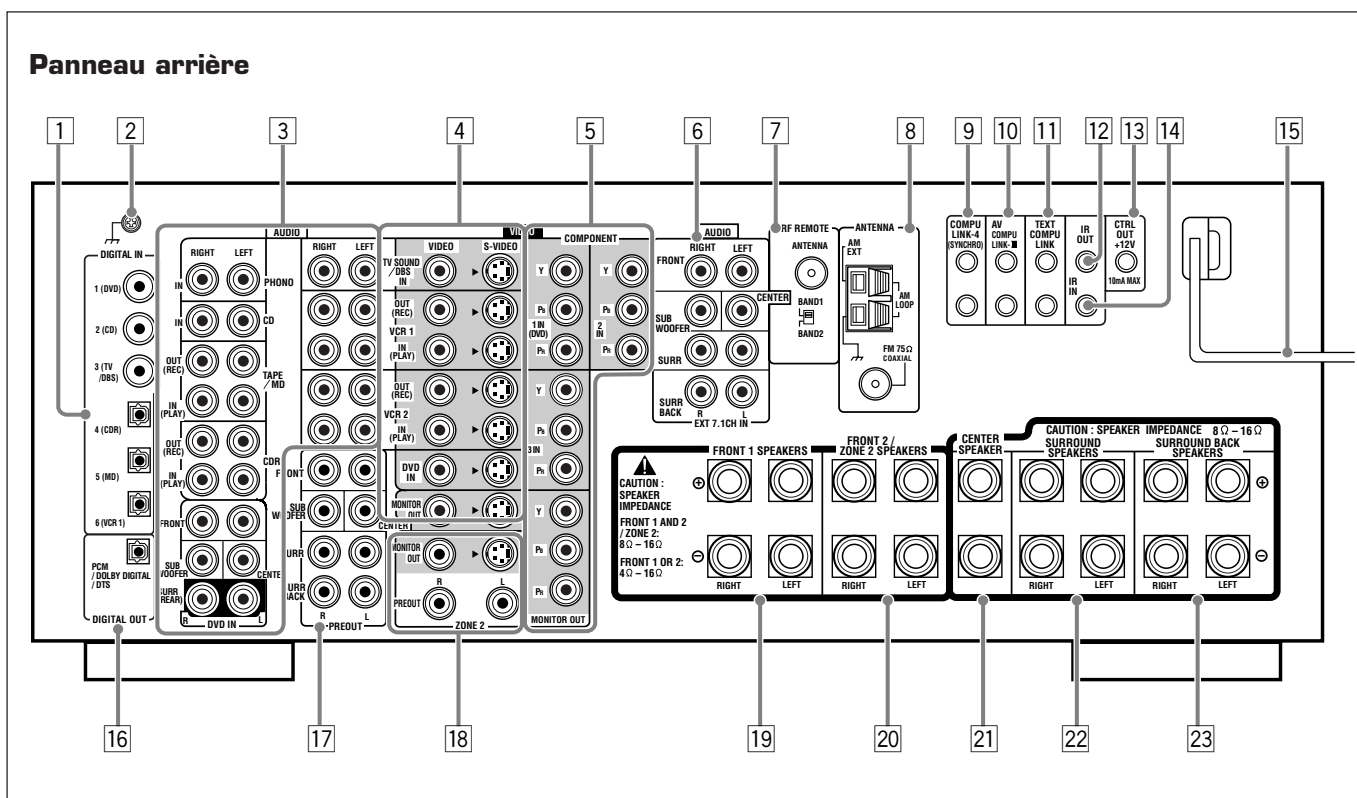 Panneau arrière
1 2 3 4 5 6 7 8 9 10 11 12 13 14 15
AUDIO
VIDEO
AUDIO
DIGITAL IN
1 (DVD)
2 (CD)
3 (TV
/DBS)
4 (CDR)
5 (MD)
6 (VCR 1)
PCM
/ DOLBY DIGITAL
/ DTS
DIGITAL OUT
RIGHT LEFT
IN
PHONO
IN
CD
OUT
(REC)
TAPE
/MD
IN
(PLAY)
OUT
(REC)
CDR
IN
(PLAY)
FRONT
SUB
WOOFER
CENTE
SURR
(REAR)
R L
DVD IN
RIGHT LEFT
FRONT
SUB
WOOFER
CENTER
SURR
SURR
BACK
R L
PREOUT
VIDEO S-VIDEO
TV SOUND
/ DBS
IN
OUT
(REC)
VCR 1
IN
(PLAY)
OUT
(REC)
VCR 2
IN
(PLAY)
DVD
IN
MONITOR
OUT
MONITOR
OUT
R L
PREOUT
ZONE 2
COMPONENT
Y Y
PB PB
1 IN
(DVD)
2
IN
PR PR
Y
PB
3 IN
PR
Y
PB
PR
MONITOR OUT
RIGHT LEFT
FRONT
CENTER
SUB
WOOFER
SURR
SURR
BACK
R L
EXT 7.1CH IN
RF REMOTE
ANTENNA
BAND1
BAND2
ANTENNA
AM
EXT
AM
LOOP
FM 75Ω
COAXIAL
COMPU
LINK-4
(SYNCHRO)
AV
COMPU
LINK-III
TEXT
COMPU
LINK
IR
OUT
IR
IN
CTRL
OUT
+12V
10mA MAX
CAUTION :
SPEAKER
IMPEDANCE
FRONT 1 AND 2
/ ZONE 2:
8Ω – 16Ω
FRONT 1 OR 2:
4Ω – 16Ω
FRONT 1 SPEAKERS
⊕
⊖
RIGHT LEFT
FRONT 2 /
ZONE 2 SPEAKERS
RIGHT LEFT
CENTER
SPEAKER
CAUTION : SPEAKER IMPEDANCE 8Ω – 16Ω
SURROUND
SPEAKERS
RIGHT LEFT
SURROUND BACK
SPEAKERS
⊕
⊖
RIGHT LEFT
16 17 18 19 20 21 22 23